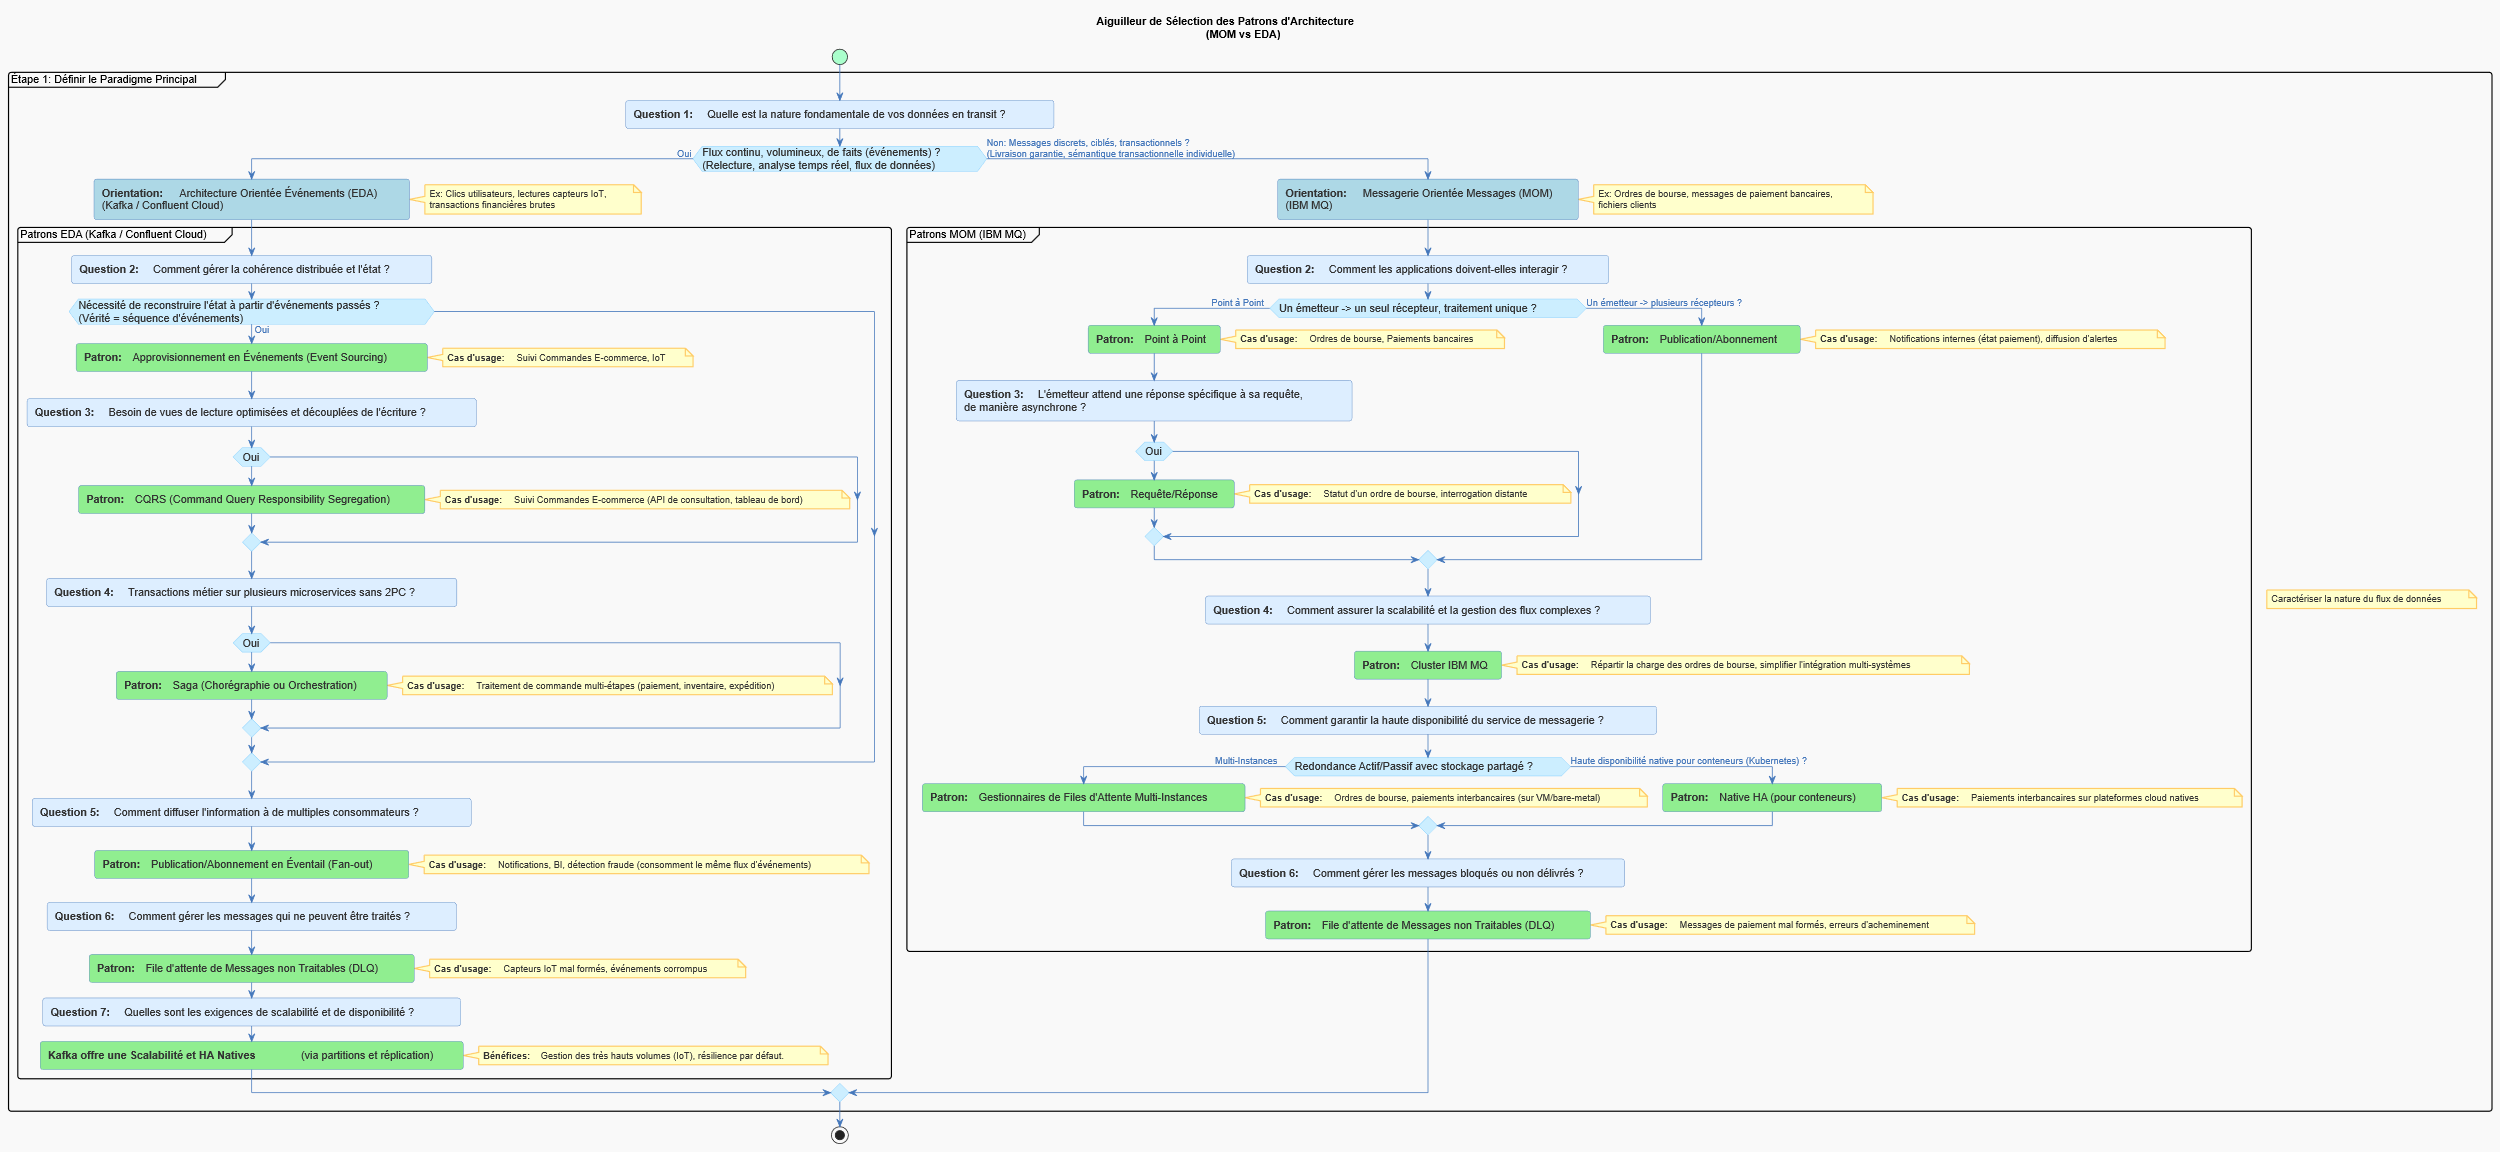 Aiguilleur de Sélection des Patrons d'Architecture
(MOM vs EDA)
Étape 1: Définir le Paradigme Principal
Question 1: Quelle est la nature fondamentale de vos données en transit ?
Flux continu, volumineux, de faits (événements) ?
(Relecture, analyse temps réel, flux de données)
Oui
Non: Messages discrets, ciblés, transactionnels ?
(Livraison garantie, sémantique transactionnelle individuelle)
Orientation: Architecture Orientée Événements (EDA)
(Kafka / Confluent Cloud)
Ex: Clics utilisateurs, lectures capteurs IoT,
transactions financières brutes
Patrons EDA (Kafka / Confluent Cloud)
Question 2: Comment gérer la cohérence distribuée et l'état ?
Nécessité de reconstruire l'état à partir d'événements passés ?
(Vérité = séquence d'événements)
Oui
Patron: Approvisionnement en Événements (Event Sourcing)
Cas d'usage: Suivi Commandes E-commerce, IoT
Question 3: Besoin de vues de lecture optimisées et découplées de l'écriture ?
Oui
Patron: CQRS (Command Query Responsibility Segregation)
Cas d'usage: Suivi Commandes E-commerce (API de consultation, tableau de bord)
Question 4: Transactions métier sur plusieurs microservices sans 2PC ?
Oui
Patron: Saga (Chorégraphie ou Orchestration)
Cas d'usage: Traitement de commande multi-étapes (paiement, inventaire, expédition)
Question 5: Comment diffuser l'information à de multiples consommateurs ?
Patron: Publication/Abonnement en Éventail (Fan-out)
Cas d'usage: Notifications, BI, détection fraude (consomment le même flux d'événements)
Question 6: Comment gérer les messages qui ne peuvent être traités ?
Patron: File d'attente de Messages non Traitables (DLQ)
Cas d'usage: Capteurs IoT mal formés, événements corrompus
Question 7: Quelles sont les exigences de scalabilité et de disponibilité ?
Kafka offre une Scalabilité et HA Natives (via partitions et réplication)
Bénéfices: Gestion des très hauts volumes (IoT), résilience par défaut.
Orientation: Messagerie Orientée Messages (MOM)
(IBM MQ)
Ex: Ordres de bourse, messages de paiement bancaires,
fichiers clients
Patrons MOM (IBM MQ)
Question 2: Comment les applications doivent-elles interagir ?
Point à Point
Un émetteur -> un seul récepteur, traitement unique ?
Un émetteur -> plusieurs récepteurs ?
Patron: Point à Point
Cas d'usage: Ordres de bourse, Paiements bancaires
Patron: Publication/Abonnement
Cas d'usage: Notifications internes (état paiement), diffusion d'alertes
Question 3: L'émetteur attend une réponse spécifique à sa requête,
de manière asynchrone ?
Oui
Patron: Requête/Réponse
Cas d'usage: Statut d'un ordre de bourse, interrogation distante
Question 4: Comment assurer la scalabilité et la gestion des flux complexes ?
Patron: Cluster IBM MQ
Cas d'usage: Répartir la charge des ordres de bourse, simplifier l'intégration multi-systèmes
Question 5: Comment garantir la haute disponibilité du service de messagerie ?
Multi-Instances
Redondance Actif/Passif avec stockage partagé ?
Haute disponibilité native pour conteneurs (Kubernetes) ?
Patron: Gestionnaires de Files d'Attente Multi-Instances
Cas d'usage: Ordres de bourse, paiements interbancaires (sur VM/bare-metal)
Patron: Native HA (pour conteneurs)
Cas d'usage: Paiements interbancaires sur plateformes cloud natives
Question 6: Comment gérer les messages bloqués ou non délivrés ?
Patron: File d'attente de Messages non Traitables (DLQ)
Cas d'usage: Messages de paiement mal formés, erreurs d'acheminement
Caractériser la nature du flux de données